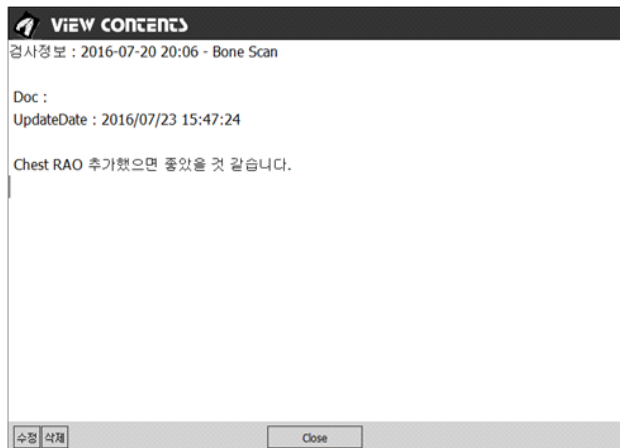 ViEW CONTENTS
검사정보 : 2016-07-20 20:06 - Bone Scan
Doc :
UpdateDate : 2016/07/23 15:47:24
Chest RAO 추가했으면 좋았을 것 같습니다.
수정 삭제 Close